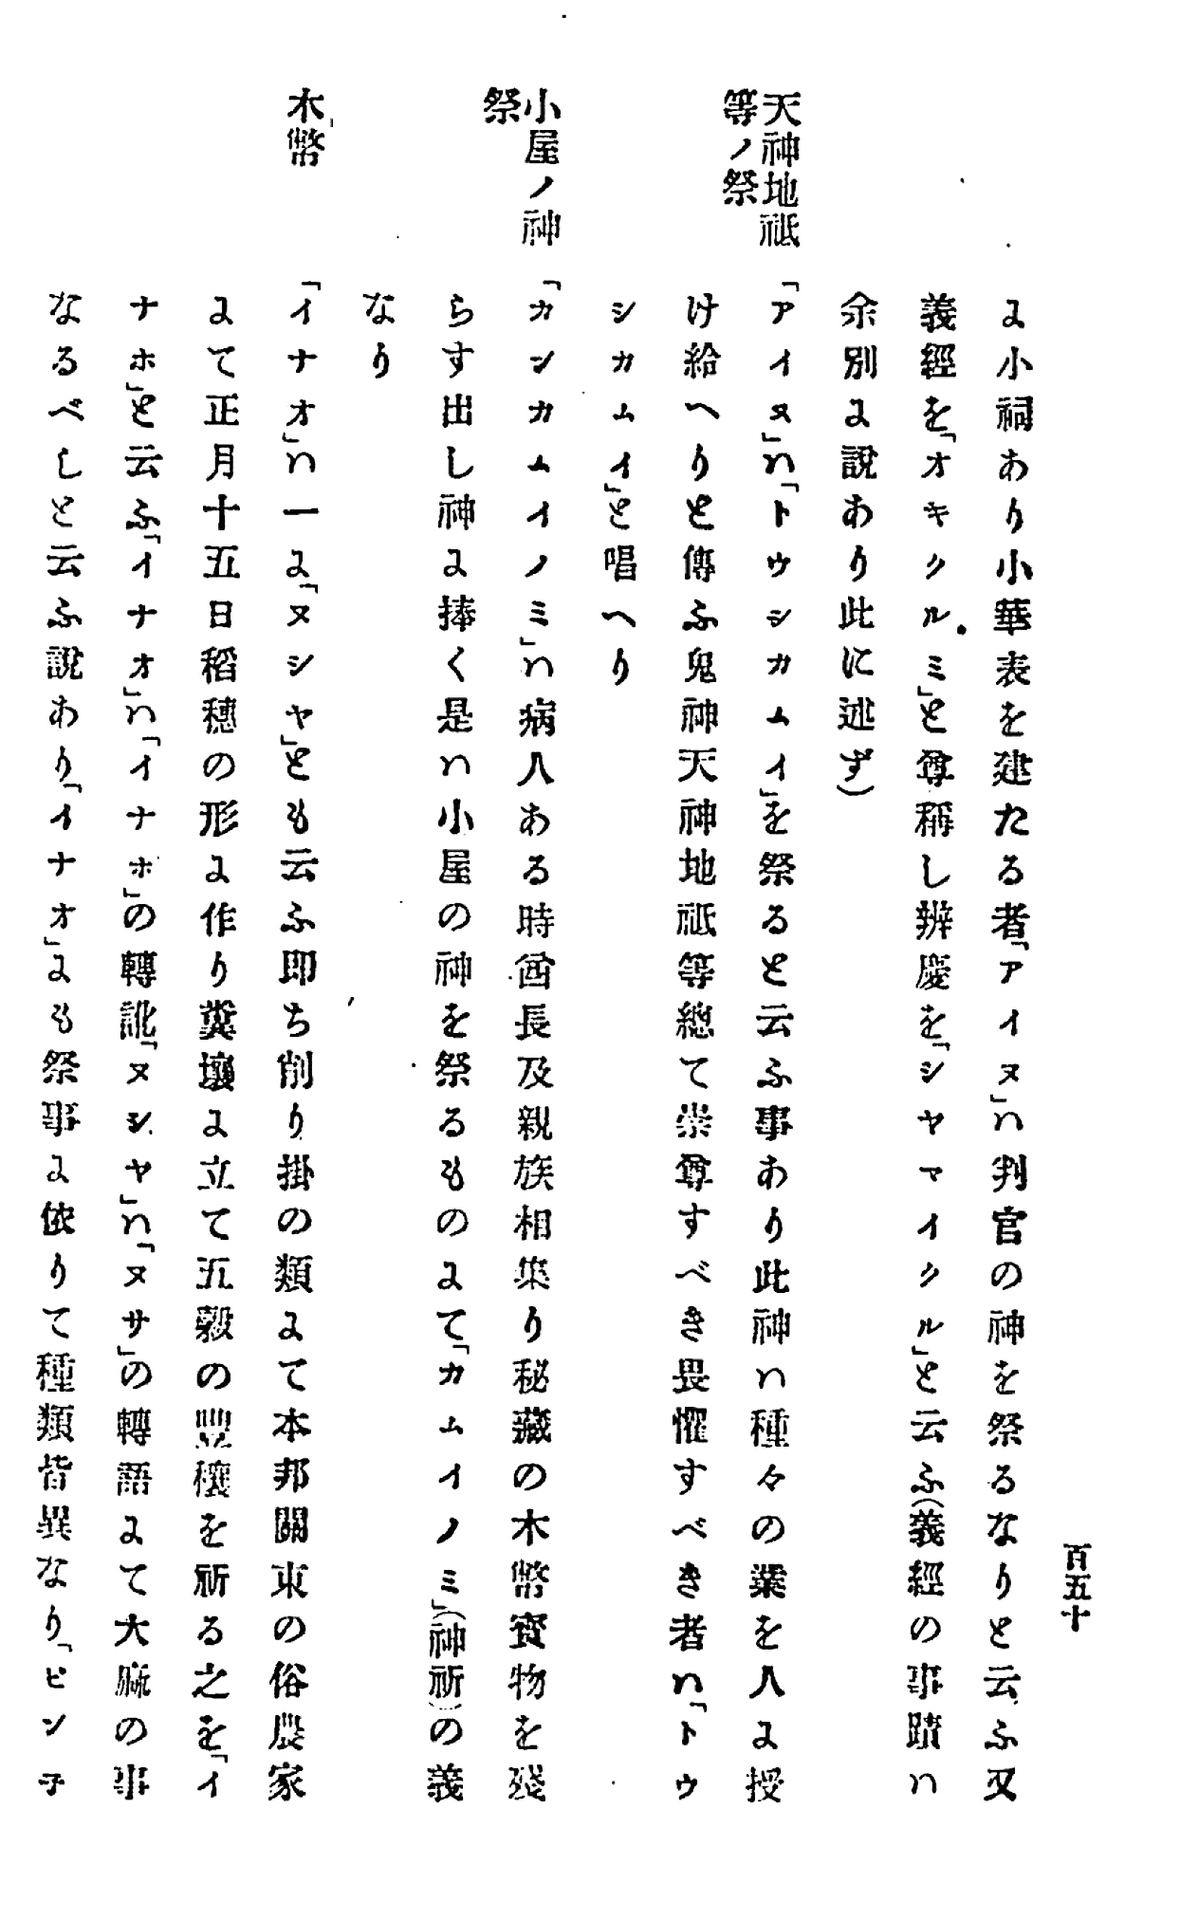 百五十
に小祠あり小華表を建たる者「アイヌ」ハ判官の神を祭るなりと云ふ又
義經を「オキクルミ」と尊稱し辨慶を「シヤマイクル」と云ふ(義經の事蹟ハ
余別に說あり此に述ず)
天神地祇
等ノ祭
「アイヌ」ハ「トウシカムイ」を祭ると云ふ事あり此神ハ種々の業を人に授
け給へりと傳ふ鬼神天神地祇等總て崇尊すべき畏懼すべき者ハ「トウ
シカムイ」と唱へり
小屋ノ神
祭
「カンカムイノミ」ハ病人ある時酋長及親族相集り秘藏の木幣寳物を殘
らす出し神に捧く是ハ小屋の神を祭るものにて「カムイノミ」(神祈)の義
なり
木幣
「イナオ」ハ一に「ヌシヤ」とも云ふ即ち削り掛の類にて本邦關東の俗農家
にて正月十五日稻穗の形に作り糞壤に立て五穀の豐穰を祈る之を「イ
ナホ」と云ふ「イナオ」ハ「イナホ」の轉訛「ヌシヤ」ハ「ヌサ」の轉語にて大麻の事
なるべしと云ふ說あり「イナオ」にも祭事に依りて種類皆異なり「ピン子